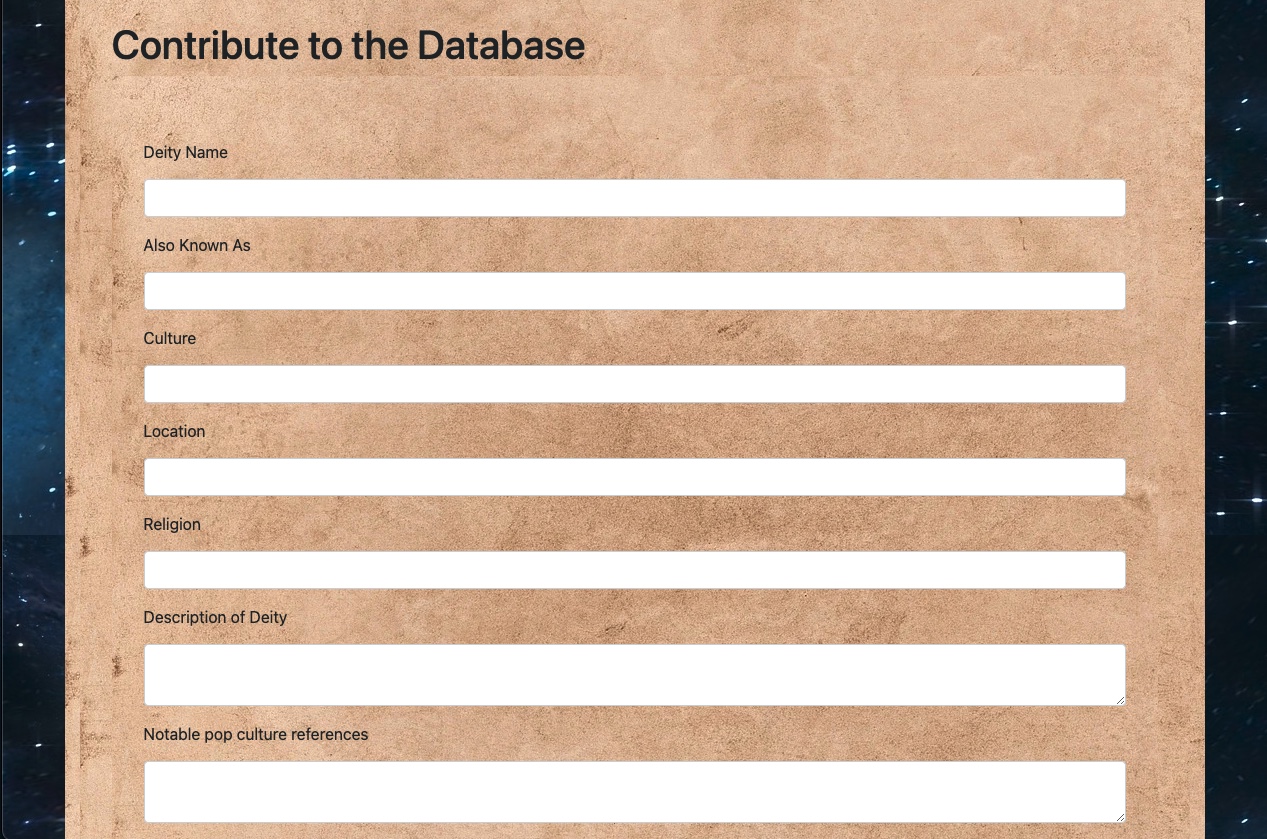 Contribute to the Database
Deity Name
Also Known As
Culture
Location
Religion
Description of Deity
Notable pop culture references